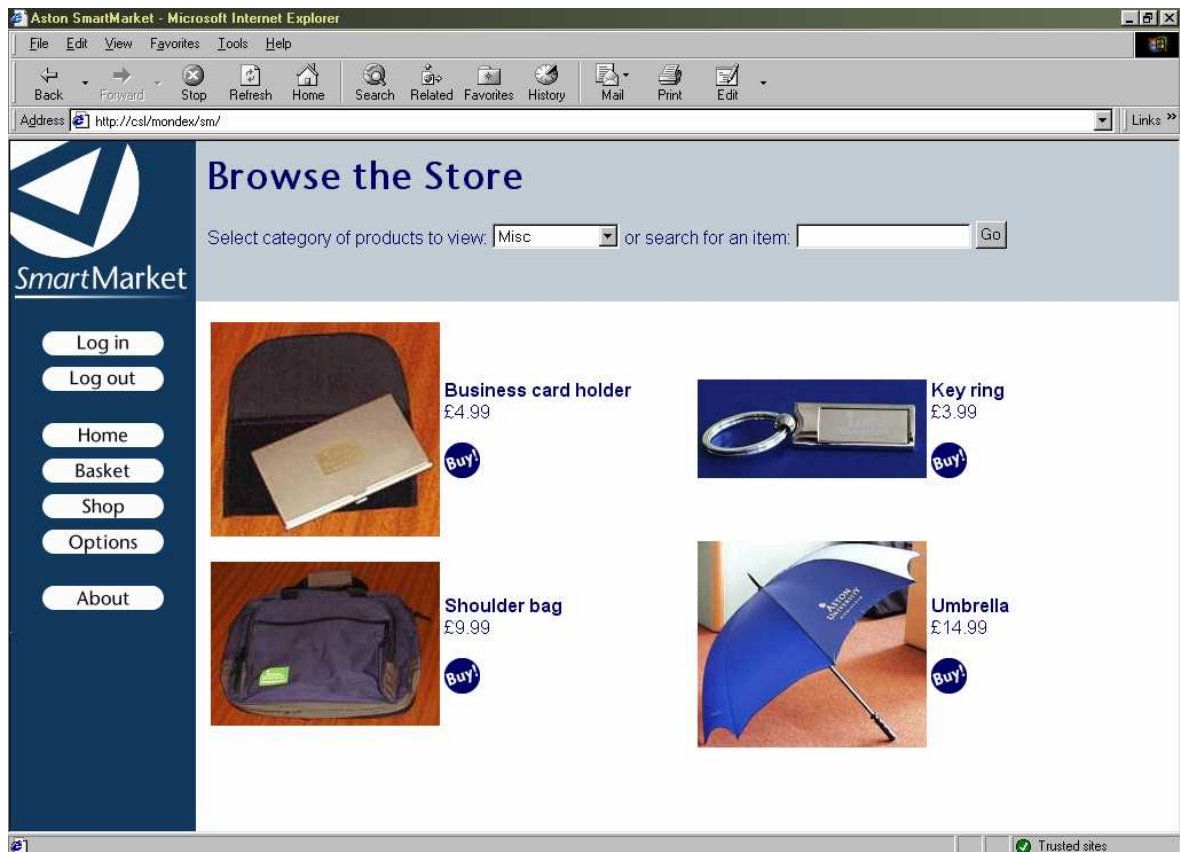 Aston SmartMarket - Microsoft Internet Explorer
File Edit View Favorites Tools Help
Back Forward Stop Refresh Home Search Related Favorites History Mail Print Edit
Address http://csl/mondex/sm/ Links »
SmartMarket
Log in
Log out
Home
Basket
Shop
Options
About
Browse the Store
Select category of products to view: Misc or search for an item: Go
Business card holder
£4.99
Buy!
Key ring
£3.99
Buy!
Shoulder bag
£9.99
Buy!
ASTON
UNIVERSITY
Umbrella
£14.99
Buy!
Trusted sites